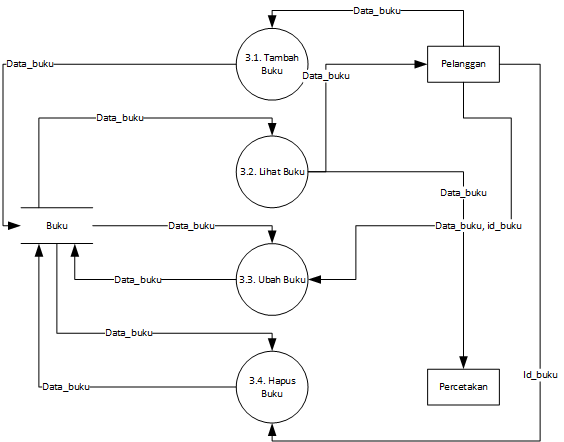 Data_buku
3.1. Tambah
Buku
Data_buku
Pelanggan
Data_buku
Data_buku
3.2. Lihat Buku
Data_buku
Buku
Data_buku
Data_buku, id_buku
Data_buku
3.3. Ubah Buku
Data_buku
Id_buku
3.4. Hapus
Buku
Data_buku
Percetakan